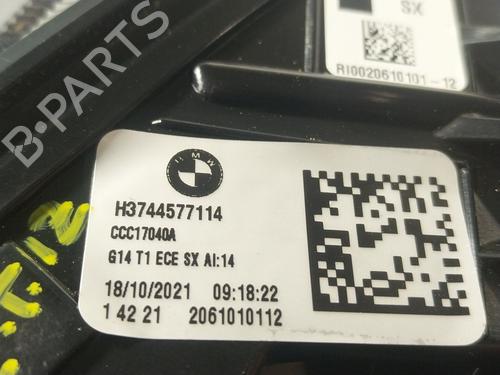 SX
RI0020610101-12
B-PARTS
BMW
H3744577114
CCC17040A
G14 T1 ECE SX AI:14
18/10/2021 09:18:22
1 42 21 2061010112